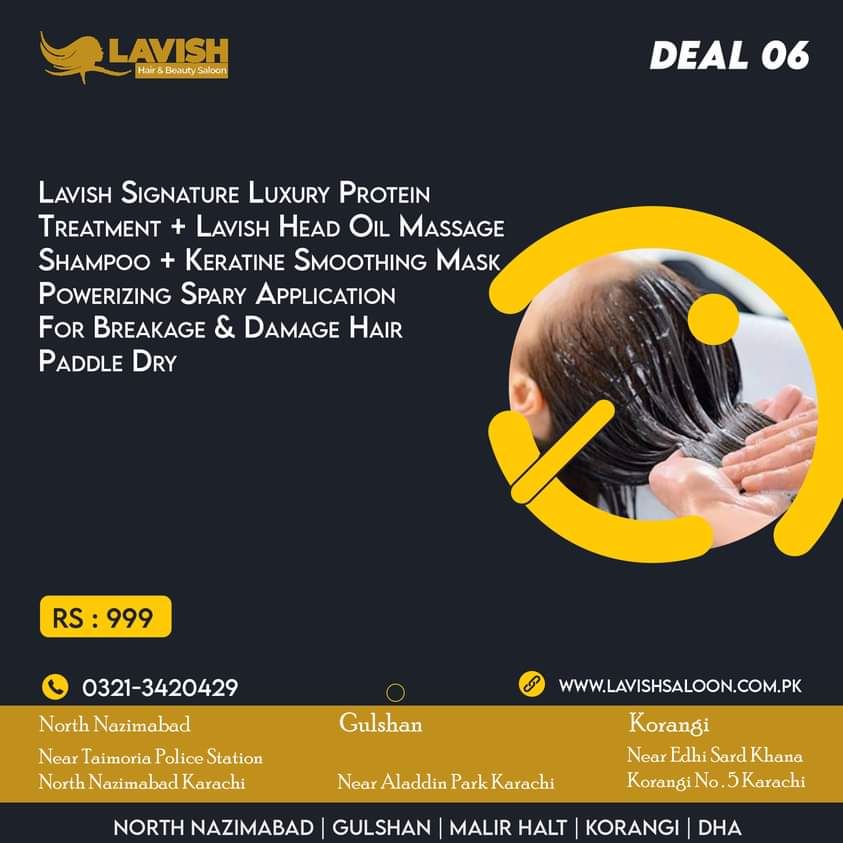 LAVISH
Hair & Beauty Saloon
DEAL 06
Lavish Signature Luxury Protein
Treatment + Lavish Head Oil Massage
Shampoo + Keratine Smoothing Mask
Powerizing Spary Application
For Breakage & Damage Hair
Paddle Dry
RS : 999
0321-3420429
WWW.LAVISHSALOON.COM.PK
North Nazimabad
Near Taimoria Police Station
North Nazimabad Karachi
Gulshan
Near Aladdin Park Karachi
Korangi
Near Edhi Sard Khana
Korangi No . 5 Karachi
NORTH NAZIMABAD | GULSHAN | MALIR HALT | KORANGI | DHA